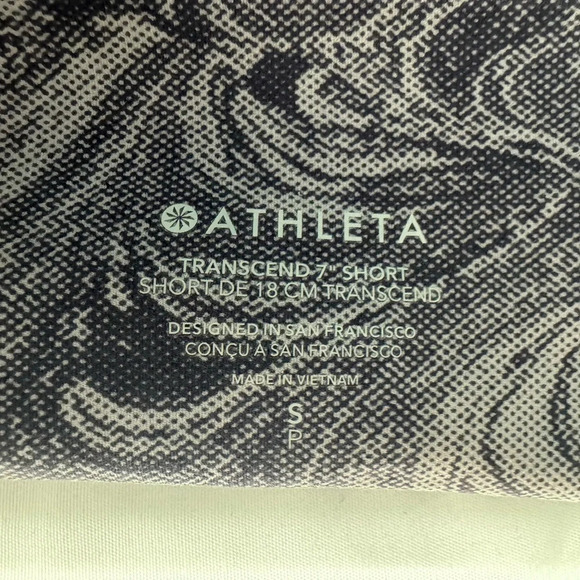 ATHLETA
TRANSCEND 7" SHORT
SHORT DE 18 CM TRANSCEND
DESIGNED IN SAN FRANCISCO
CONÇU À SAN FRANCISCO
MADE IN VIETNAM
S
P